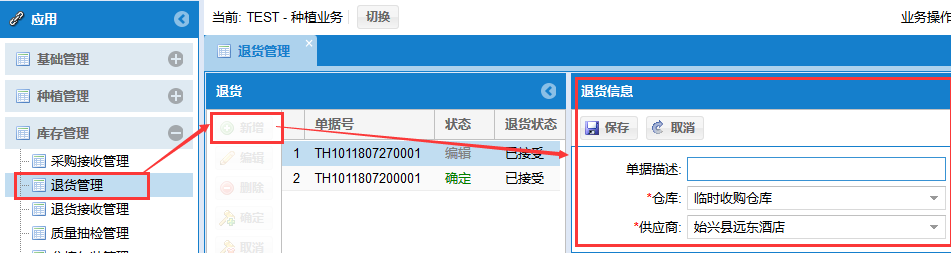 应用
当前: TEST - 种植业务 切换 业务操作
基础管理
种植管理
库存管理
采购接收管理
退货管理
退货接收管理
质量抽检管理
退货管理
退货
新增
编辑
删除
确定
取消
单据号 状态 退货状态
1 TH1011807270001 编辑 已接受
2 TH1011807200001 确定 已接受
退货信息
保存 取消
单据描述:
*仓库: 临时收购仓库
*供应商: 始兴县远东酒店